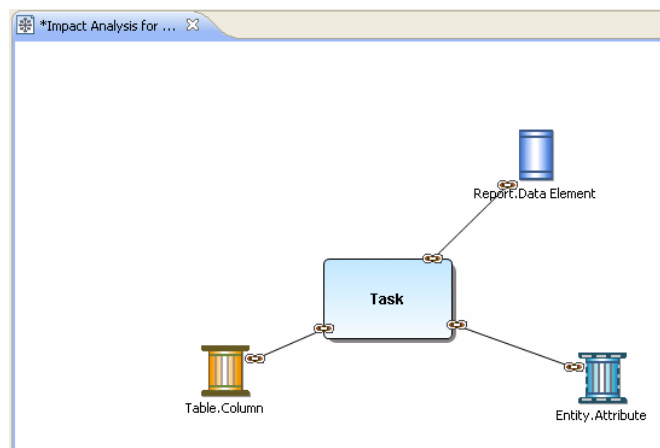 *Impact Analysis for ...
Report.Data Element
Task
Table.Column
Entity.Attribute